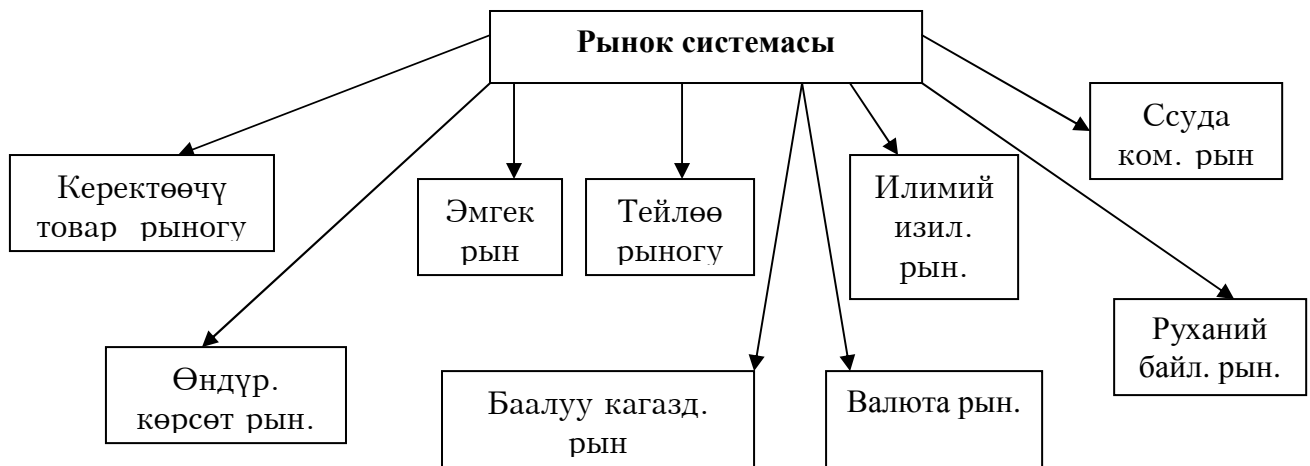 Рынок системасы
Ссуда
ком. рын
Керектөөчү
товар рыногу
Эмгек
рын
Тейлөө
рыногу
Илимий
изил.
рын.
Руханий
байл. рын.
Өндүр.
көрсөт рын.
Баалуу кагазд.
рын
Валюта рын.